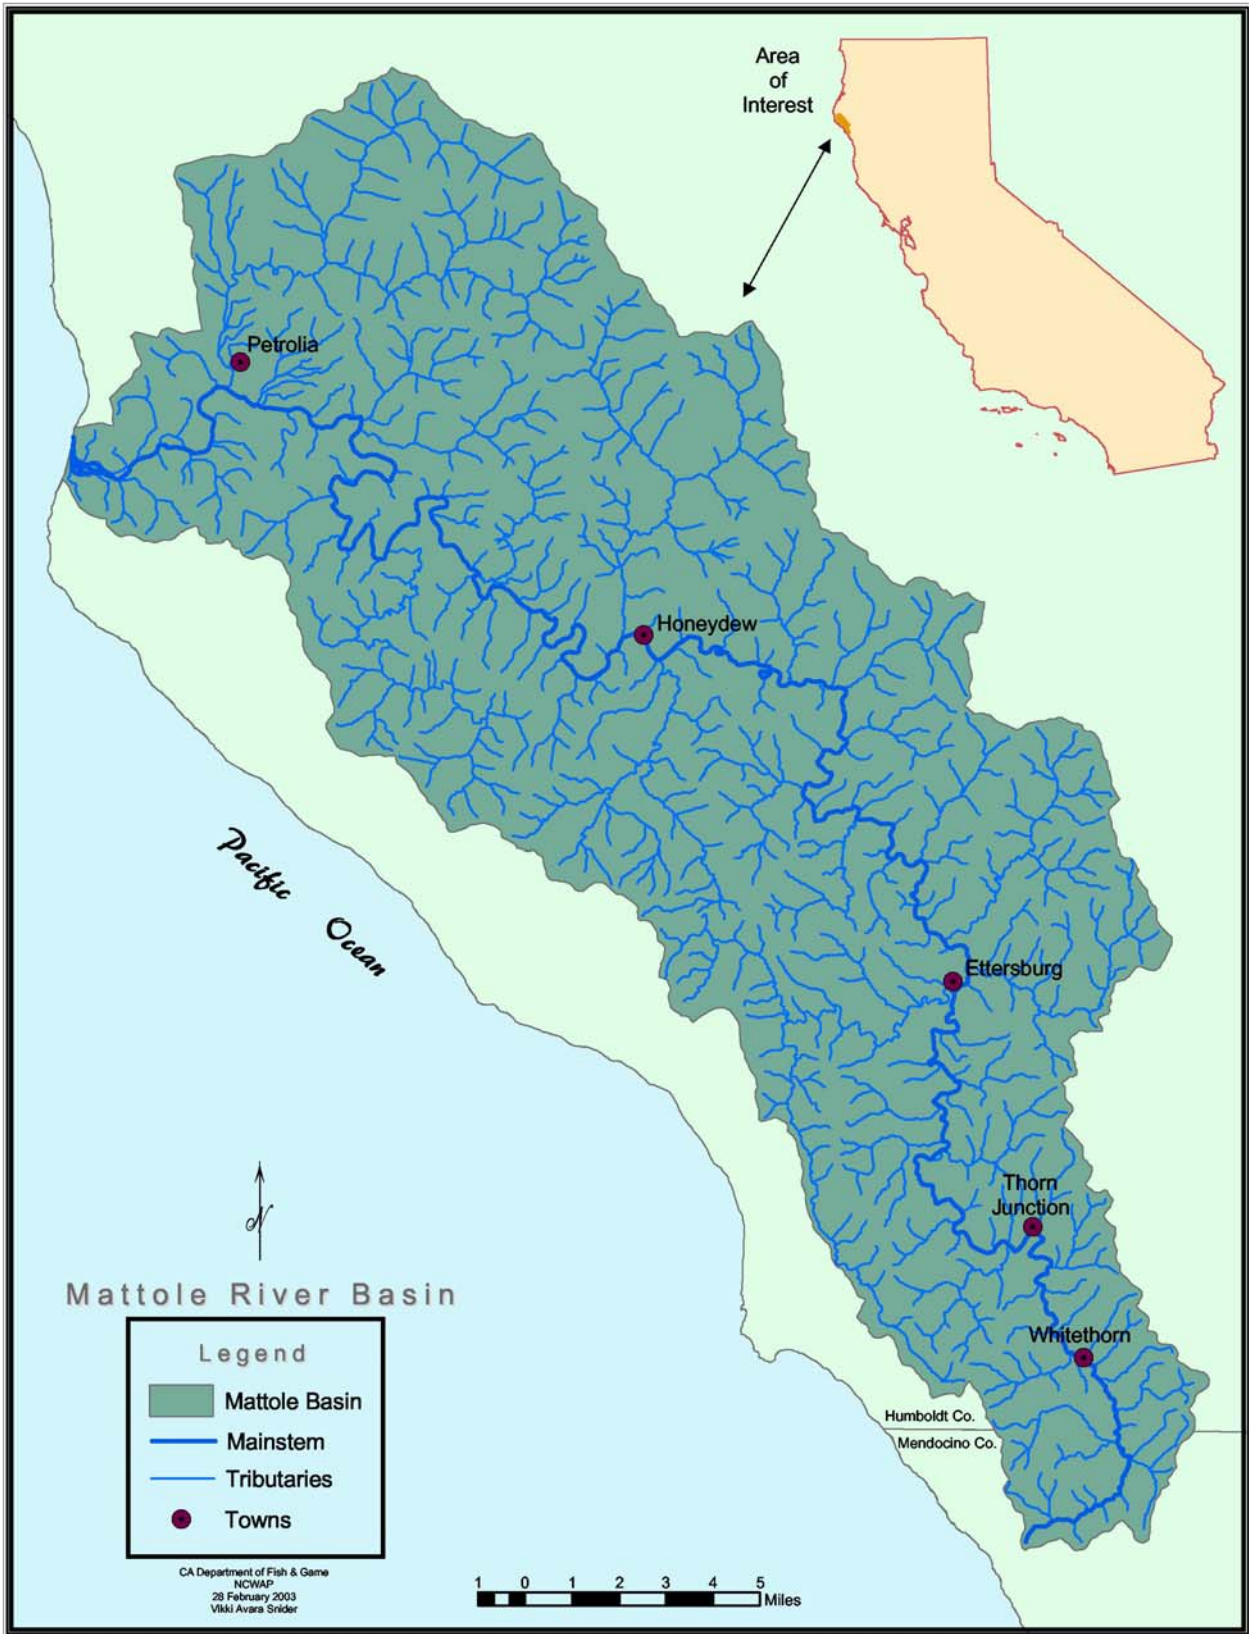 Area
of
Interest
Petrolia
Honeydew
Pacific Ocean
Ettersburg
Thorn
Junction
N
Mattole River Basin
Whitethorn
Legend
Mattole Basin
Humboldt Co.
Mendocino Co.
Mainstem
Tributaries
Towns
CA Department of Fish & Game
NCWAP
28 February 2003
Vikki Avara Snider
1 0 1 2 3 4 5
Miles